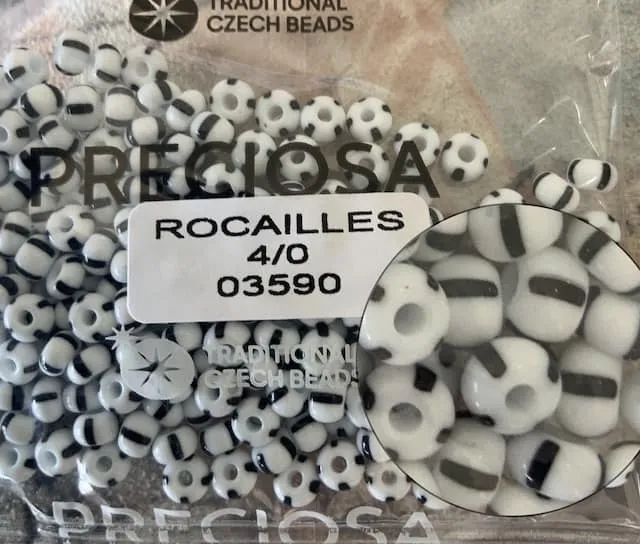 TRADITIONAL
CZECH BEADS
PRECIOSA
ROCAILLES
4/0
03590
TRADITIONAL
CZECH BEADS
PRECIOSA